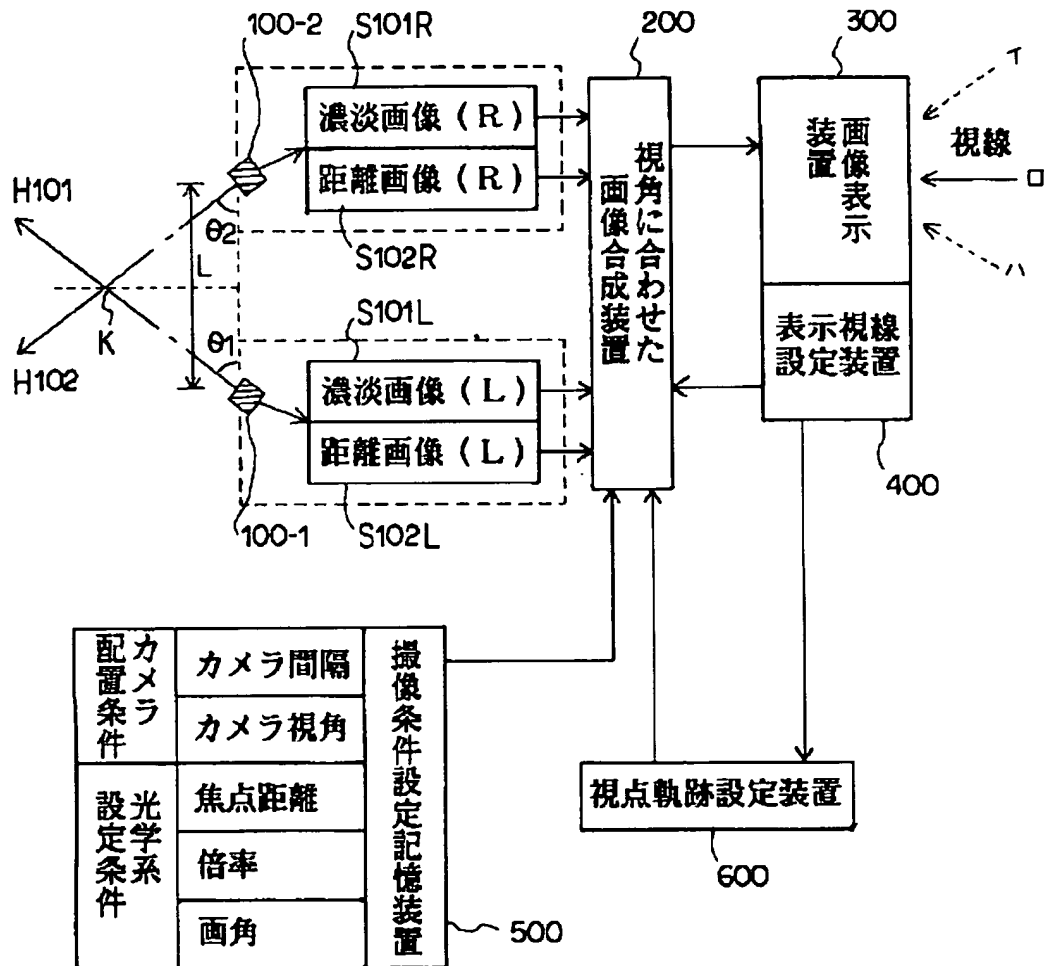 100-2
S101R
200
300
濃淡画像(R)
距離画像(R)
S102R
H101
H102
θ2
L
K
θ1
S101L
濃淡画像(L)
距離画像(L)
S102L
100-1
視角に合わせた
画像合成装置
画像表示
装置
イ
視線
ロ
ハ
表示視線
設定装置
400
カメラ
配置条件
カメラ間隔
カメラ視角
光学系
設定条件
焦点距離
倍率
画角
撮像条件設定記憶装置
500
視点軌跡設定装置
600